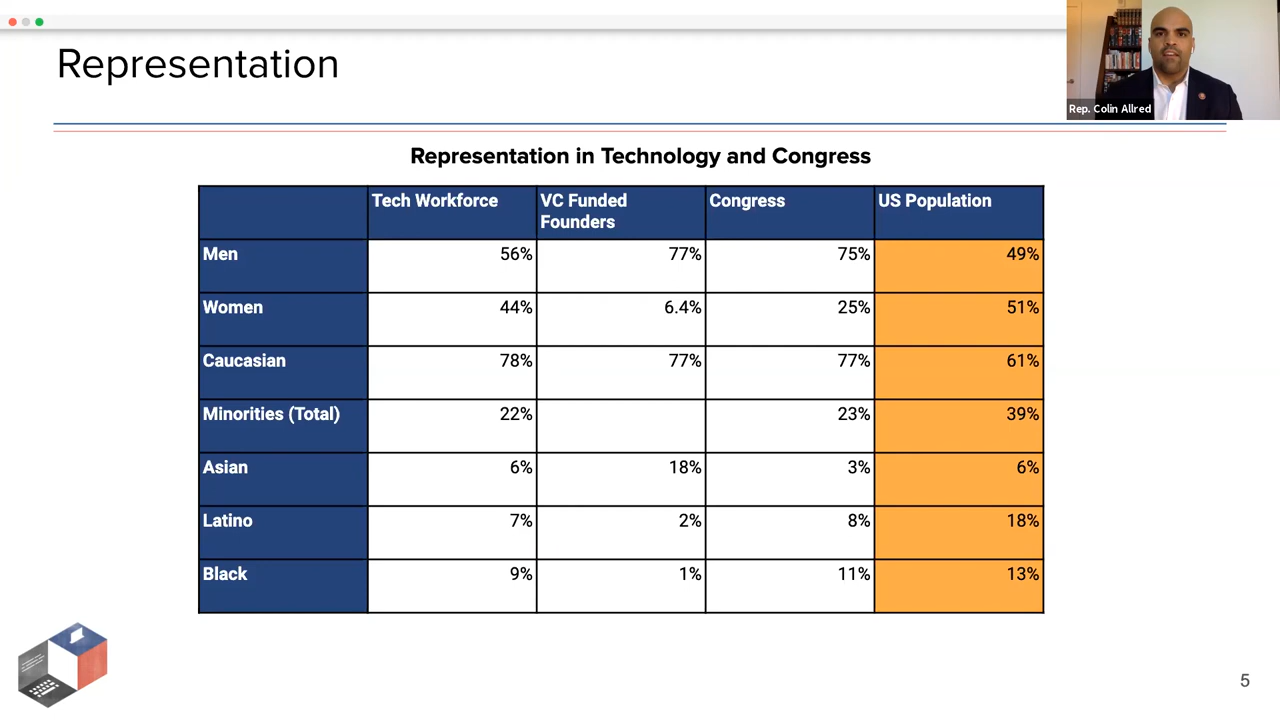 Representation
Rep. Colin Allred
Representation in Technology and Congress
Tech Workforce VC Funded Founders Congress US Population
Men 56% 77% 75% 49%
Women 44% 6.4% 25% 51%
Caucasian 78% 77% 77% 61%
Minorities (Total) 22% 23% 39%
Asian 6% 18% 3% 6%
Latino 7% 2% 8% 18%
Black 9% 1% 11% 13%
5